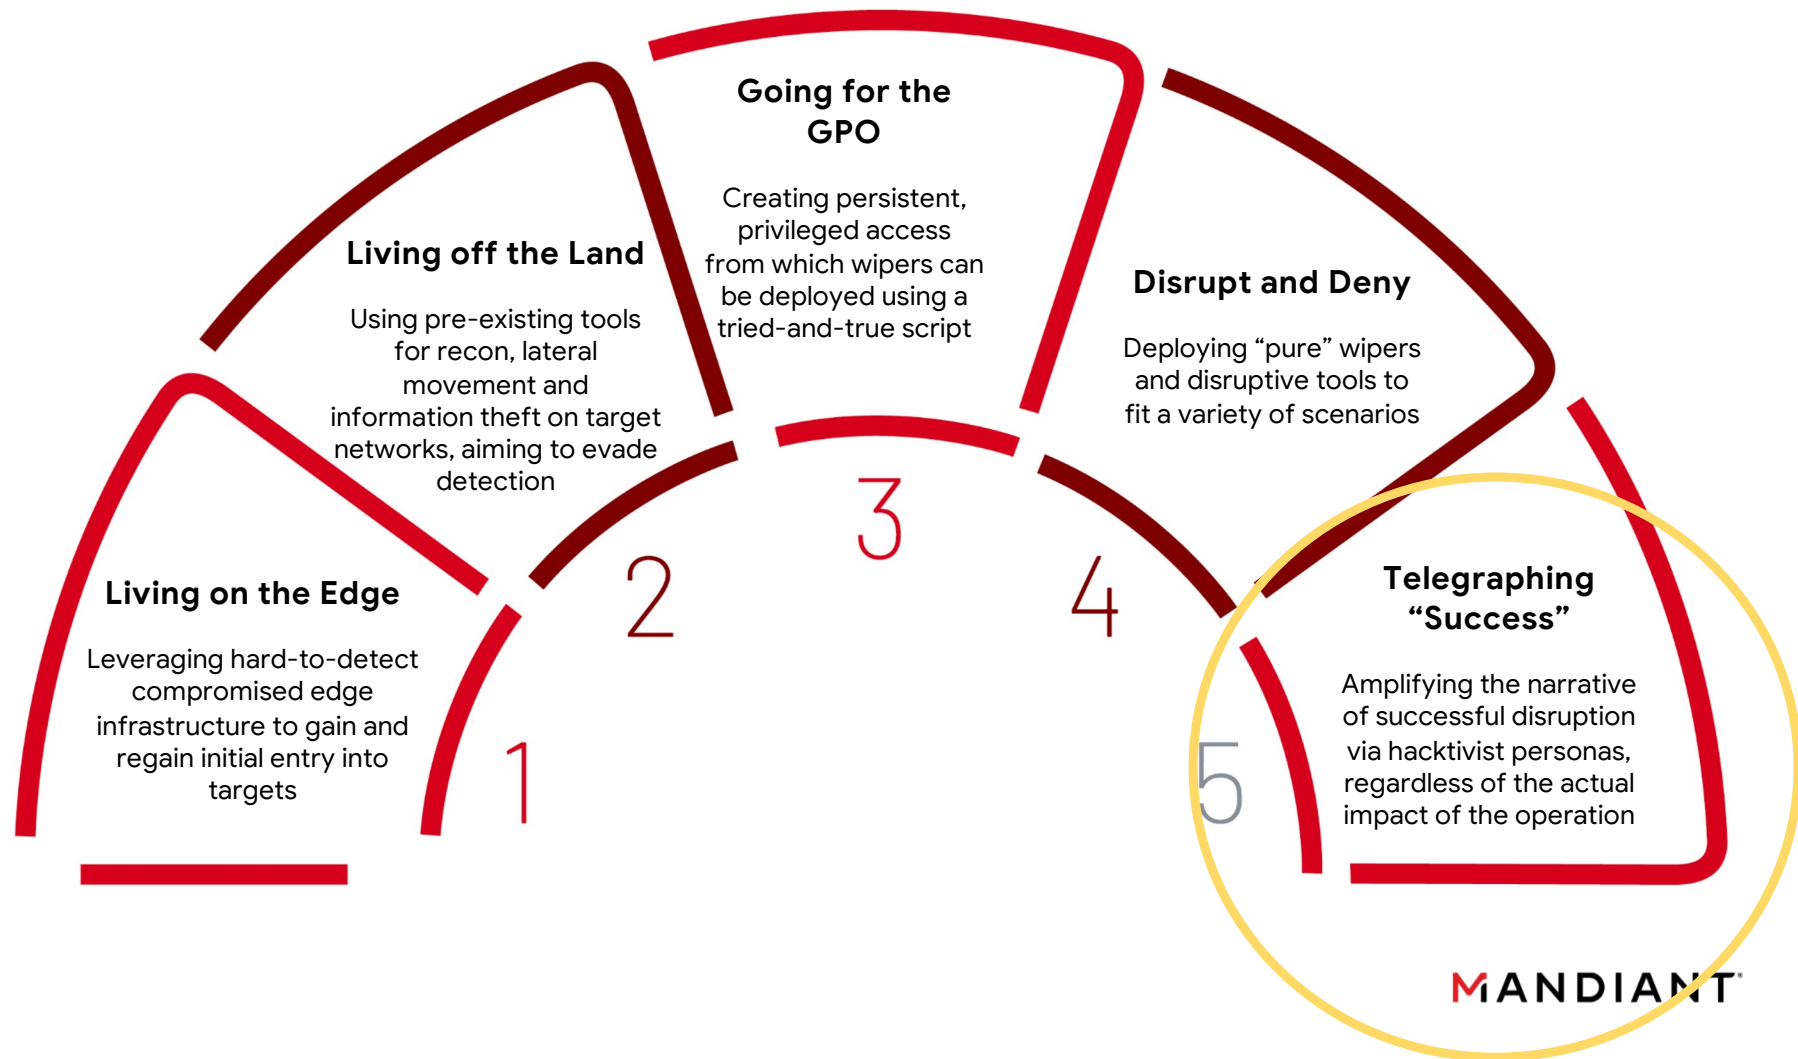 Living on the Edge
Leveraging hard-to-detect
compromised edge
infrastructure to gain and
regain initial entry into
targets
1
Living off the Land
Using pre-existing tools
for recon, lateral
movement and
information theft on target
networks, aiming to evade
detection
2
Going for the
GPO
Creating persistent,
privileged access
from which wipers can
be deployed using a
tried-and-true script
3
Disrupt and Deny
Deploying “pure” wipers
and disruptive tools to
fit a variety of scenarios
4
Telegraphing
“Success”
Amplifying the narrative
of successful disruption
via hacktivist personas,
regardless of the actual
impact of the operation
5
MANDIANT